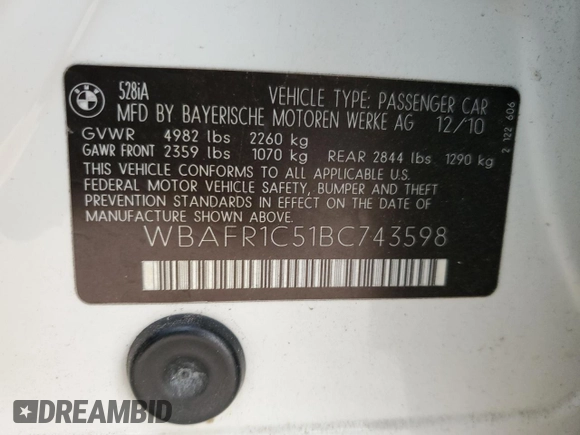 BMW
528iA
VEHICLE TYPE: PASSENGER CAR
MFD BY BAYERISCHE MOTOREN WERKE AG 12/10
GVWR 4982 lbs 2260 kg
GAWR FRONT 2359 lbs 1070 kg REAR 2844 lbs 1290 kg
THIS VEHICLE CONFORMS TO ALL APPLICABLE U.S.
FEDERAL MOTOR VEHICLE SAFETY, BUMPER AND THEFT
PREVENTION STANDARDS IN EFFECT ON THE DATE OF
MANUFACTURE SHOWN ABOVE.
WBAFR1C51BC743598
2 122 606
DREAMBID